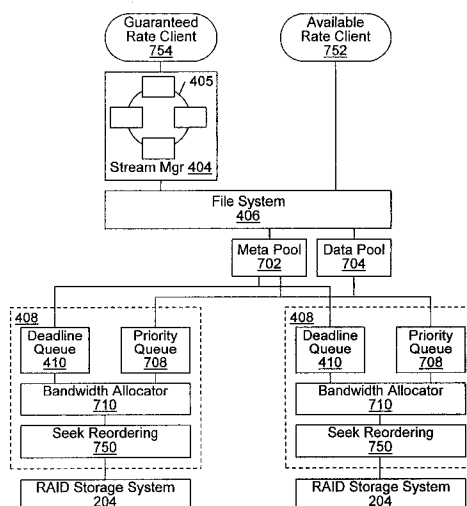 Guaranteed
Rate Client
754
Available
Rate Client
752
405
Stream Mgr 404
File System
406
Meta Pool
702
Data Pool
704
408
Deadline
Queue
410
Priority
Queue
708
Bandwidth Allocator
710
Seek Reordering
750
RAID Storage System
204
408
Deadline
Queue
410
Priority
Queue
708
Bandwidth Allocator
710
Seek Reordering
750
RAID Storage System
204